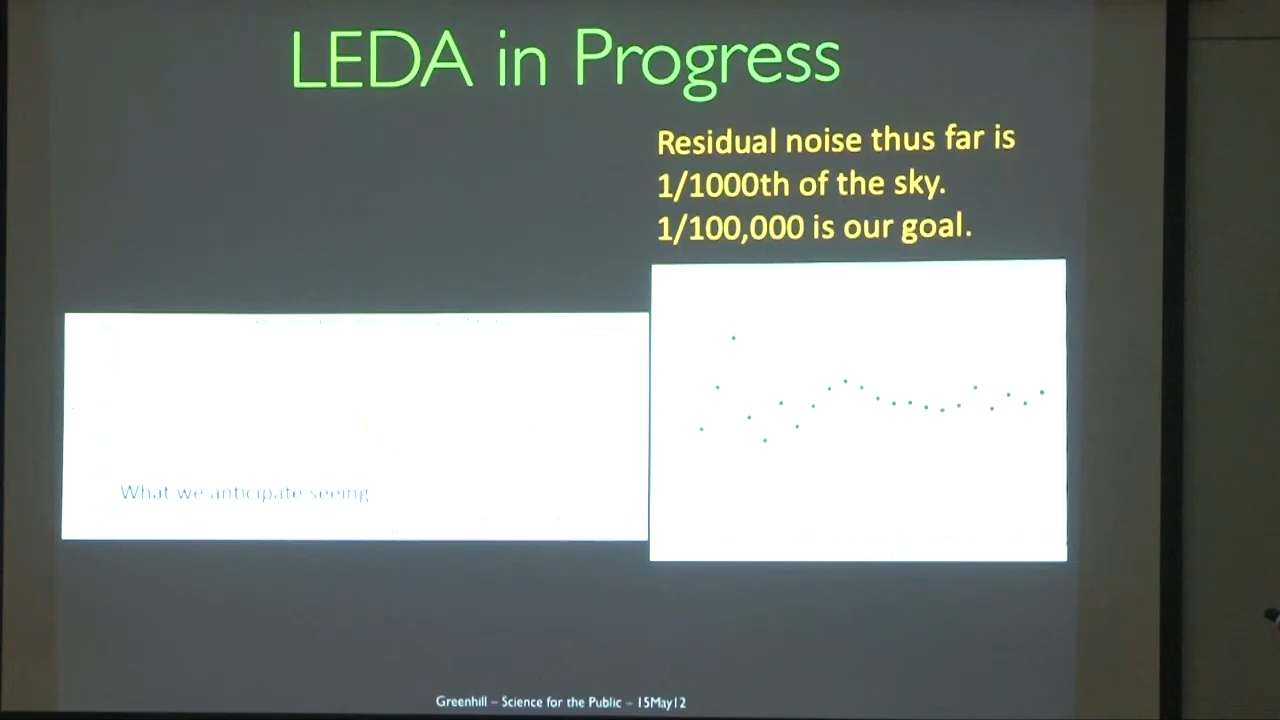 LEDA in Progress
Residual noise thus far is
1/1000th of the sky.
1/100,000 is our goal.
What we anticipate seeing
Greenhill – Science for the Public – 15May12